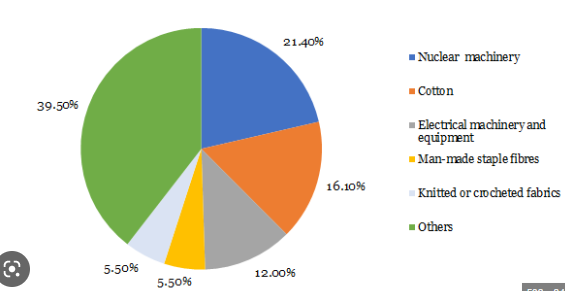 21.40%
Nuclear machinery
Cotton
39.50%
Electrical machinery and
equipment
Man-made staple fibres
16.10%
Knitted or crocheted fabrics
Others
5.50%
5.50%
12.00%